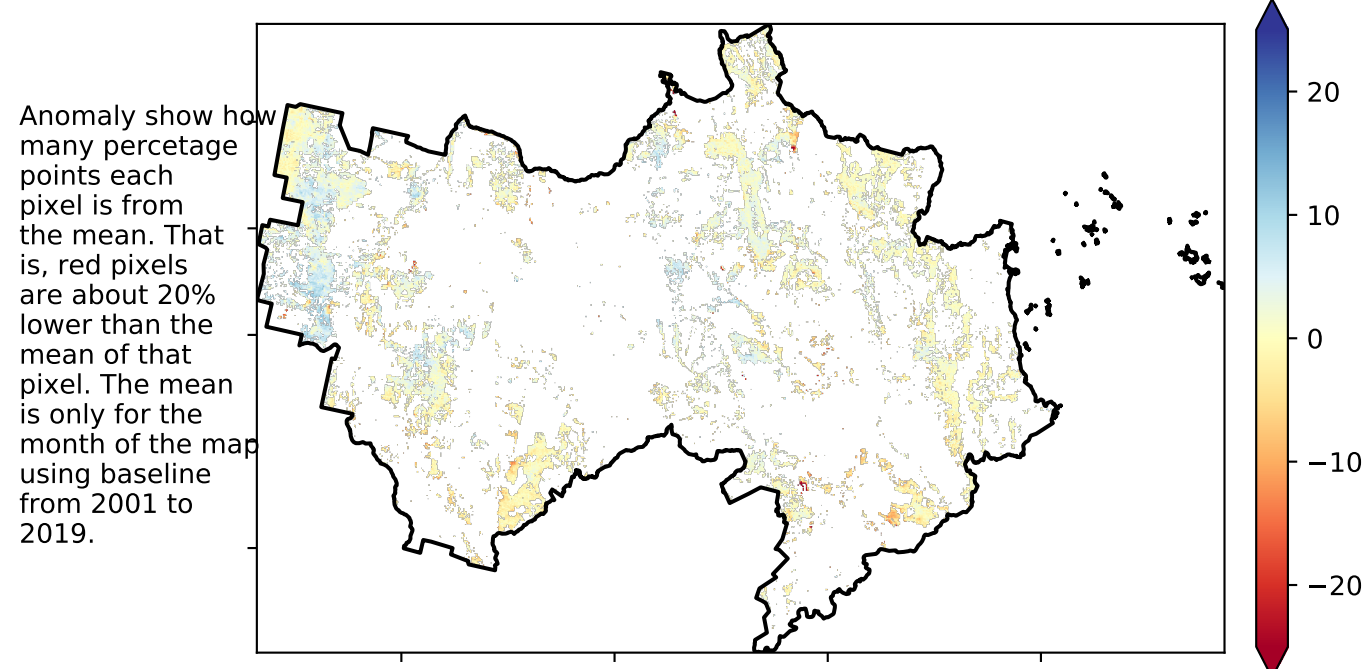 Anomaly show how
many percetage
points each
pixel is from
the mean. That
is, red pixels
are about 20%
lower than the
mean of that
pixel. The mean
is only for the
month of the map
using baseline
from 2001 to
2019.
20
10
0
−10
−20